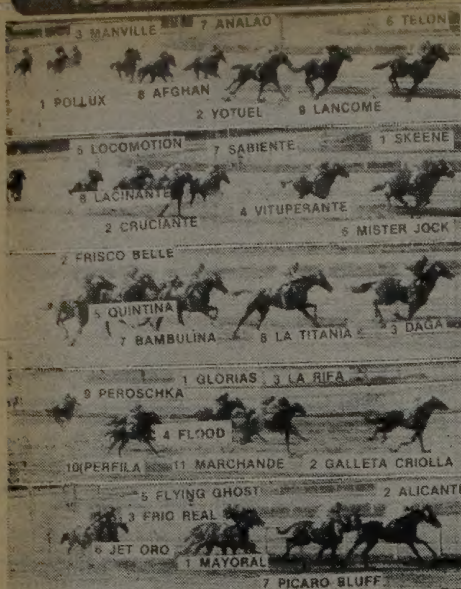 3 MANVILLE 7 ANALAO 6 TELON
1 POLLUX 8 AFGHAN
2 YOTUEL 9 LANCOME
5 LOCOMOTION 7 SABIENTE 1 SKEENE
6 LACINANTE
2 CRUCIANTE 4 VITUPERANTE
5 MISTER JOCK
2 FRISCO BELLE
5 QUINTINA
7 BAMBULINA 6 LA TITANIA 3 DAGA
1 GLORIAS 3 LA RIFA
9 PEROSCHKA
4 FLOOD
10 PERFILA 11 MARCHANDE 2 GALLETA CRIOLLA
5 FLYING GHOST 2 ALICANTE
3 FRIO REAL
6 JET ORO
1 MAYORAL
7 PICARO BLUFF